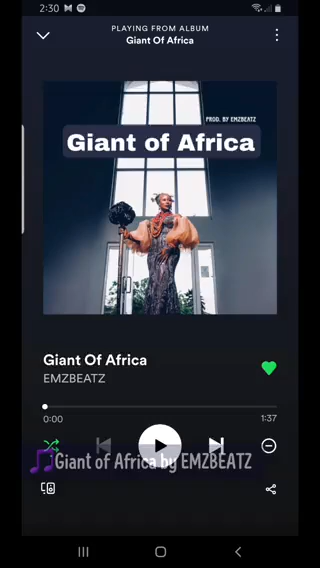 2:30
PLAYING FROM ALBUM
Giant Of Africa
PROD. BY EMZBEATZ
Giant of Africa
Giant Of Africa
EMZBEATZ
0:00
1:37
Giant of Africa by EMZBEATZ